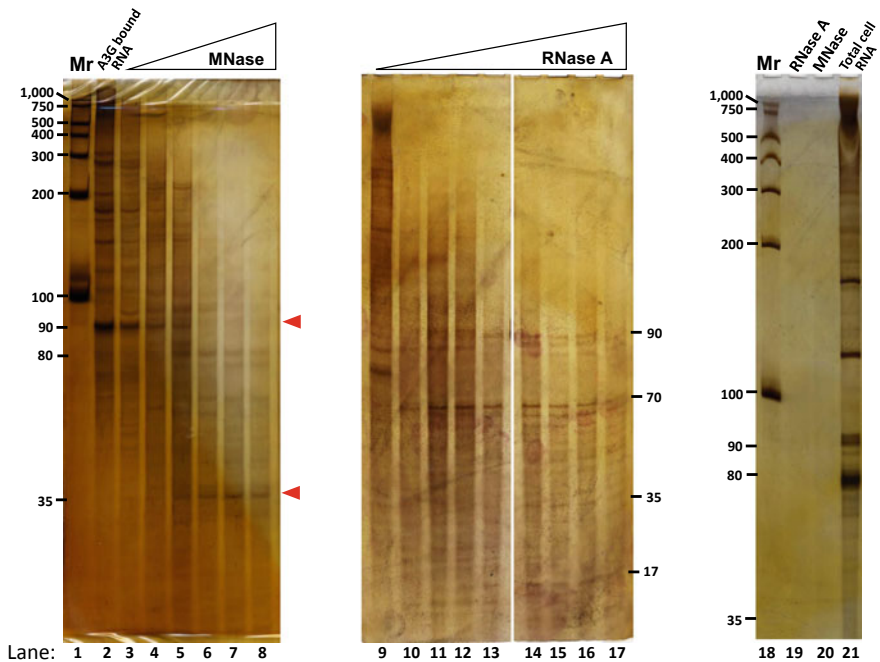 Mr
A3G bound
RNA
MNase
1,000
750
500
400
300
200
100
90
80
35
RNase A
90
70
35
17
Mr
RNase A
MNase
Total cell
RNA
1,000
750
500
400
300
200
100
90
80
35
Lane: 1 2 3 4 5 6 7 8 9 10 11 12 13 14 15 16 17 18 19 20 21